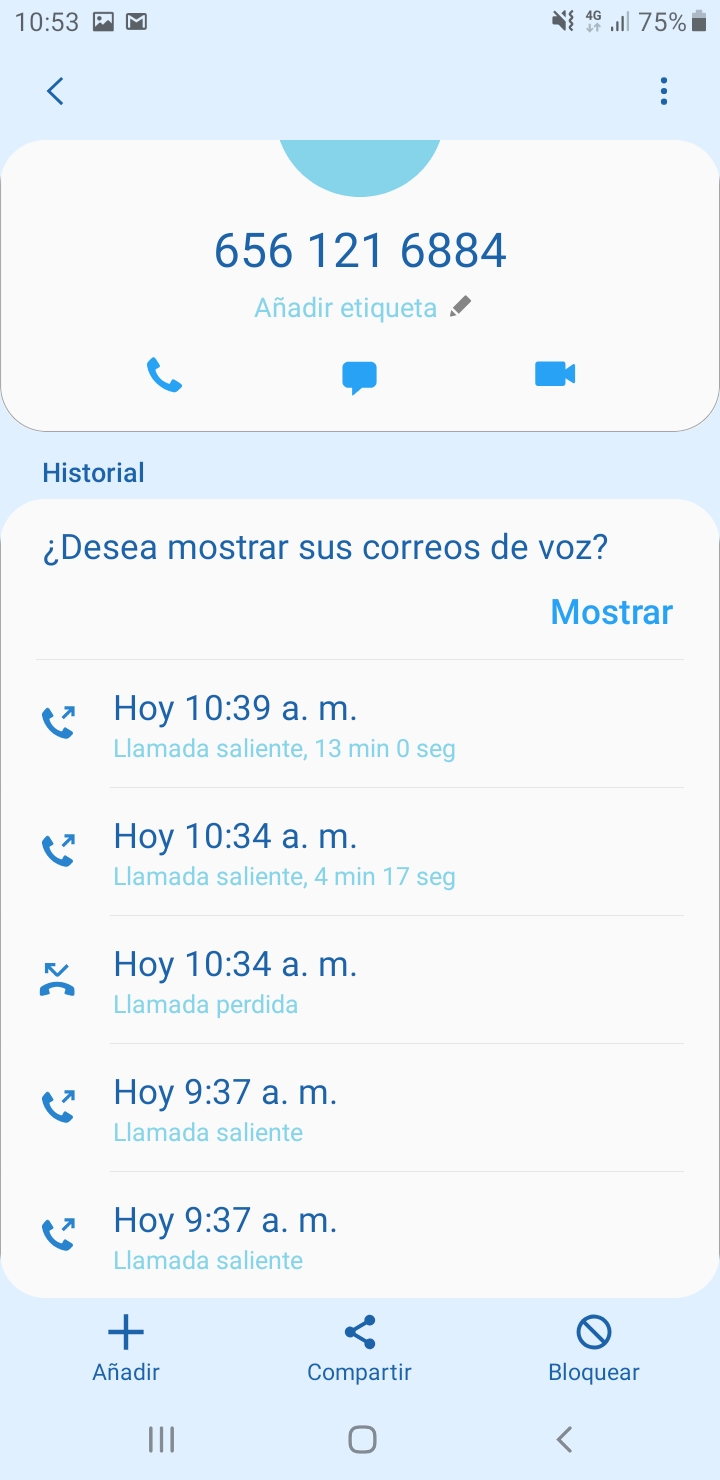 10:53 4G 75%
656 121 6884
Añadir etiqueta
Historial
¿Desea mostrar sus correos de voz?
Mostrar
Hoy 10:39 a. m.
Llamada saliente, 13 min 0 seg
Hoy 10:34 a. m.
Llamada saliente, 4 min 17 seg
Hoy 10:34 a. m.
Llamada perdida
Hoy 9:37 a. m.
Llamada saliente
Hoy 9:37 a. m.
Llamada saliente
Añadir Compartir Bloquear